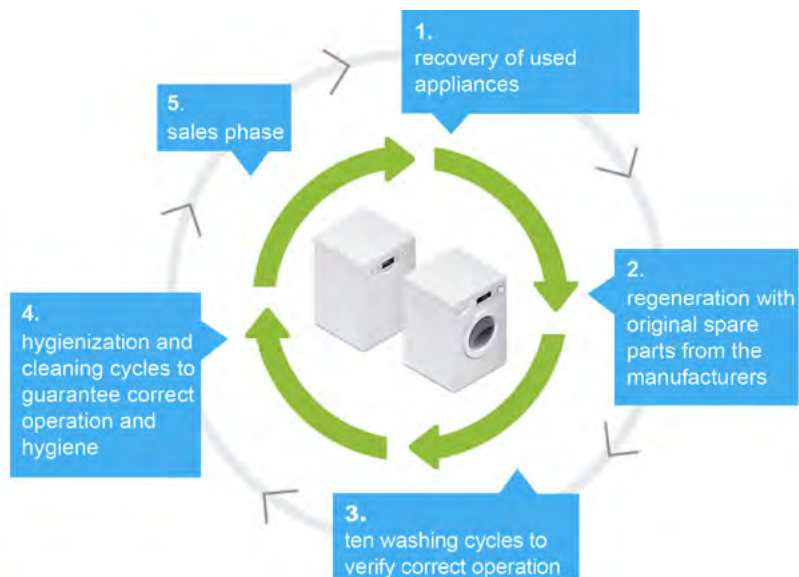 1.
recovery of used
appliances
2.
regeneration with
original spare
parts from the
manufacturers
3.
ten washing cycles to
verify correct operation
4.
hygienization and
cleaning cycles to
guarantee correct
operation and
hygiene
5.
sales phase